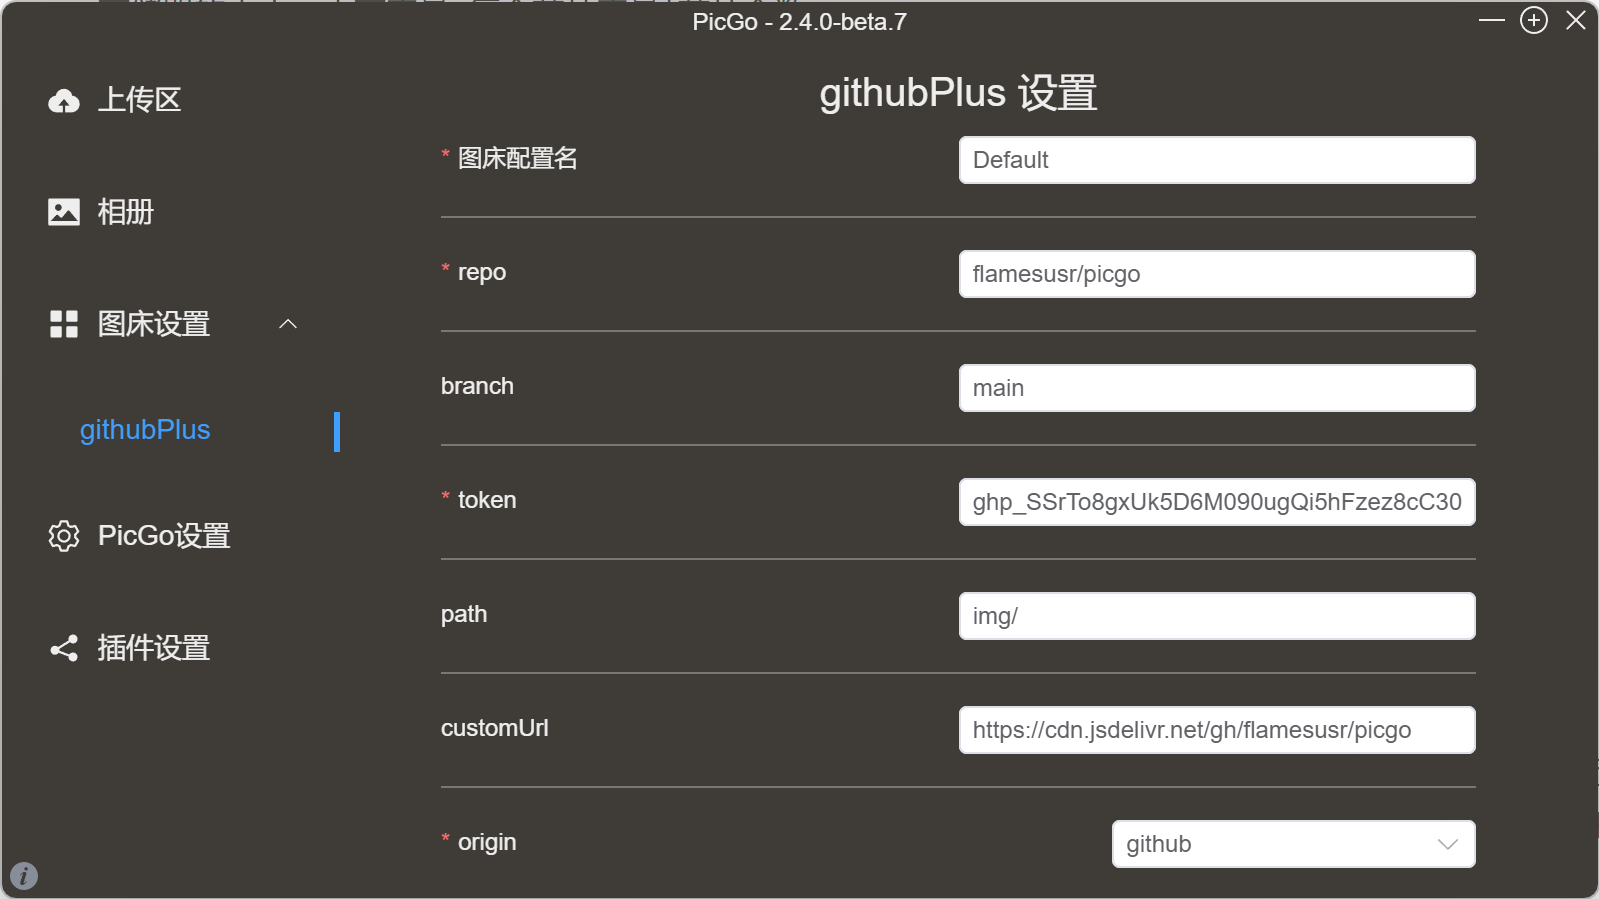 PicGo - 2.4.0-beta.7
上传区
相册
图床设置
githubPlus
PicGo设置
插件设置
githubPlus 设置
* 图床配置名
Default
* repo
flamesusr/picgo
branch
main
* token
ghp_SSrTo8gxUk5D6M090ugQi5hFzez8cC30
path
img/
customUrl
https://cdn.jsdelivr.net/gh/flamesusr/picgo
* origin
github